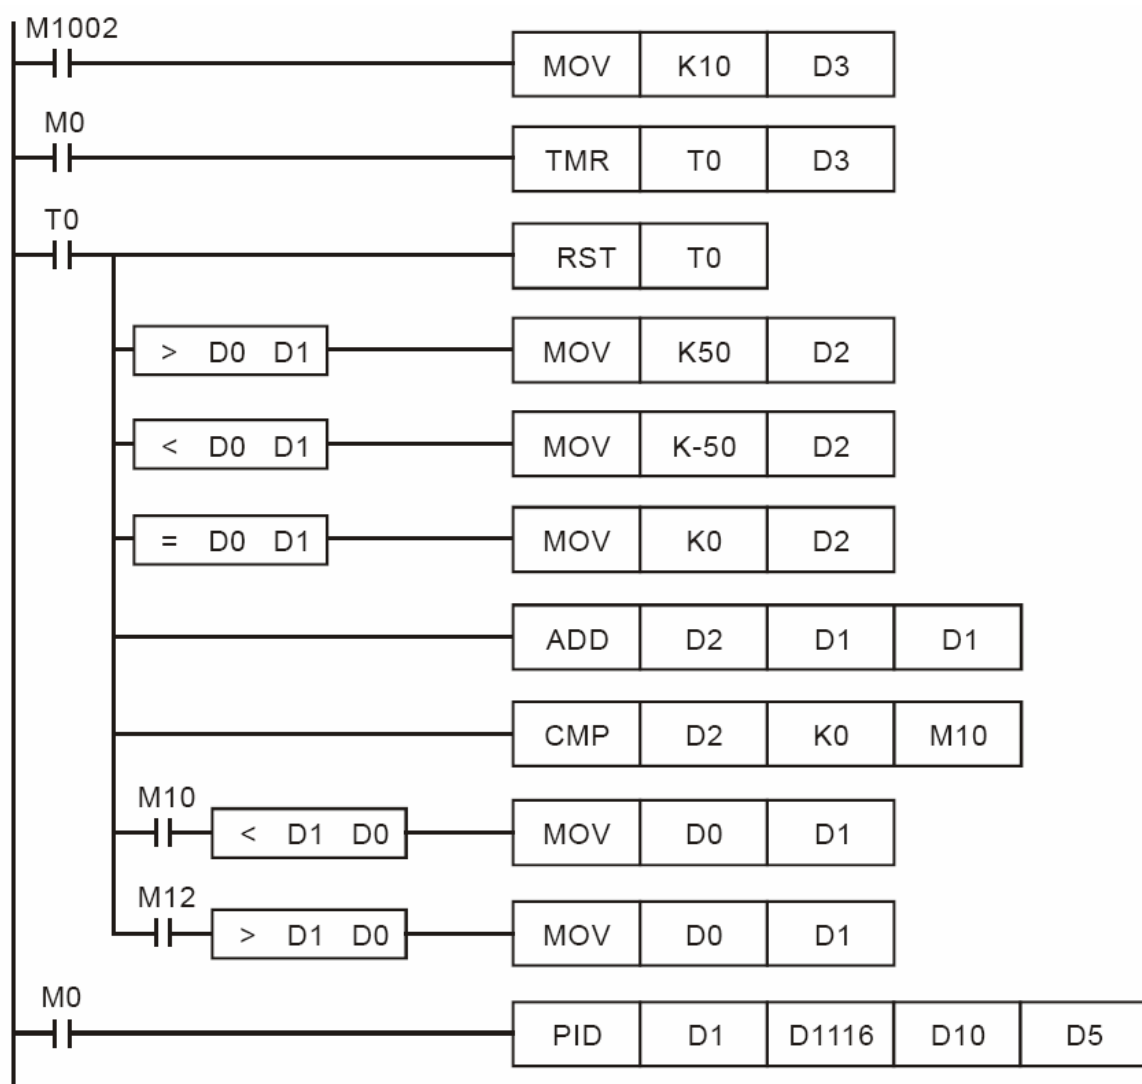 M1002
MOV K10 D3
M0
TMR T0 D3
T0
RST T0
> D0 D1 MOV K50 D2
< D0 D1 MOV K-50 D2
= D0 D1 MOV K0 D2
ADD D2 D1 D1
CMP D2 K0 M10
M10
< D1 D0 MOV D0 D1
M12
> D1 D0 MOV D0 D1
M0
PID D1 D1116 D10 D5